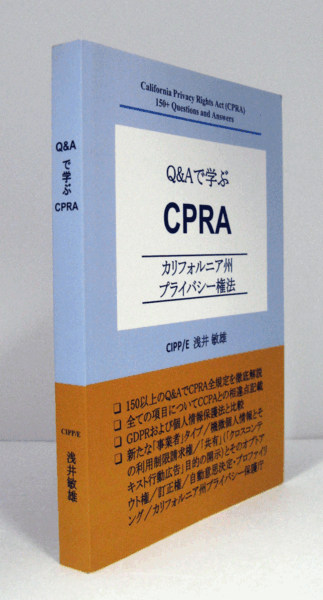 California Privacy Rights Act (CPRA)
150+ Questions and Answers
Q&Aで学ぶ
CPRA
カリフォルニア州
プライバシー権法
CIPP/E 浅井 敏雄
❑ 150以上のQ&AでCPRA全規定を徹底解説
❑ 全ての項目についてCCPAとの相違点記載
❑ GDPRおよび個人情報保護法と比較
❑ 新たな「事業者」タイプ/機微個人情報とそ
の利用制限請求権/「共有」(「クロスコンテ
キスト行動広告」目的の開示)とそのオプトア
ウト権/訂正権/自動意思決定・プロファイリ
ング/カリフォルニア州プライバシー保護庁
Q&A
で学ぶ
CPRA
CIPP/E
浅井敏雄